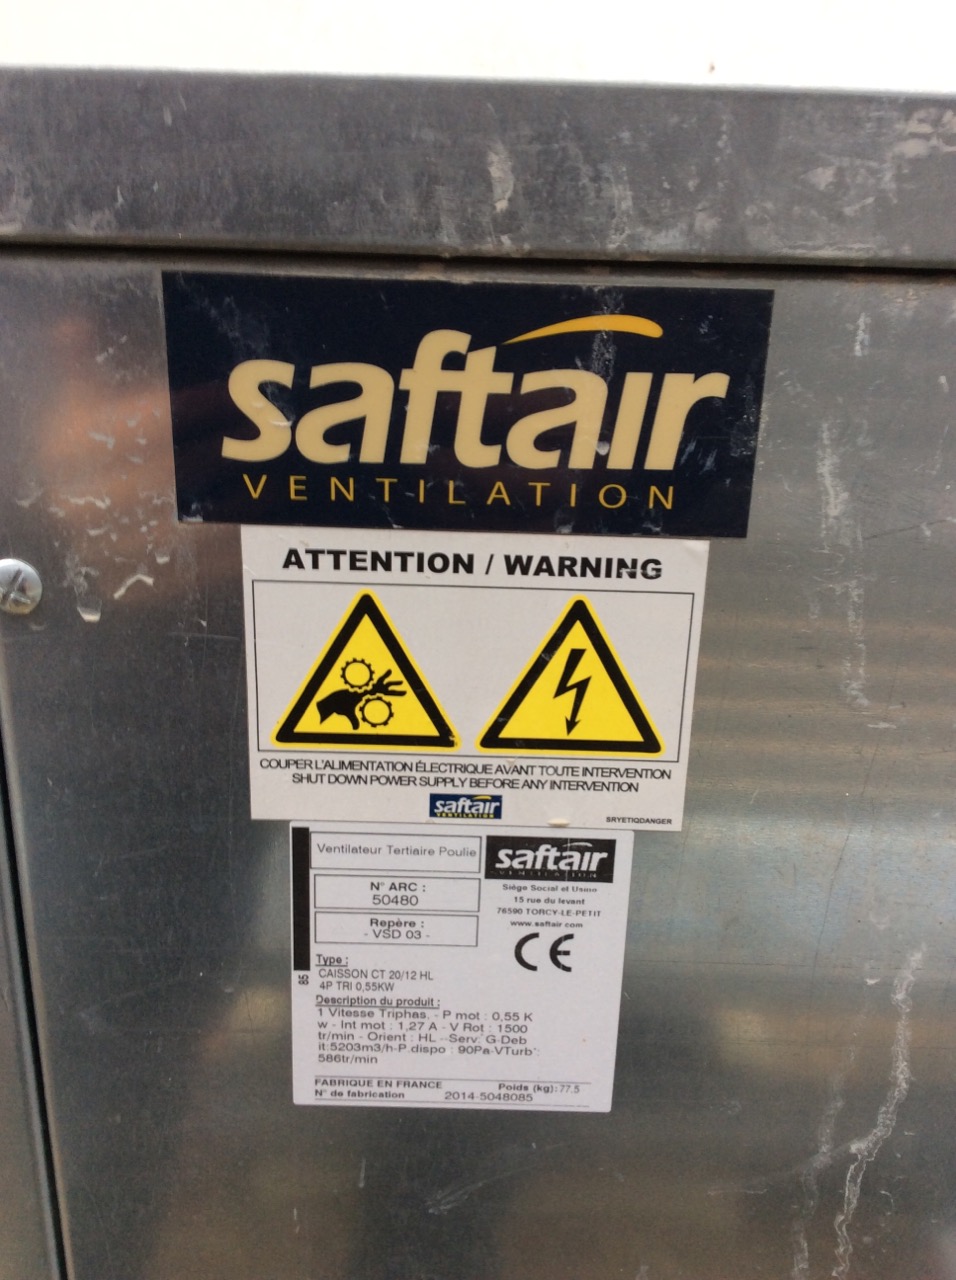 saftair
VENTILATION
ATTENTION / WARNING
COUPER L'ALIMENTATION ÉLECTRIQUE AVANT TOUTE INTERVENTION
SHUT DOWN POWER SUPPLY BEFORE ANY INTERVENTION
saftair
VENTILATION
SRYETIQDANGER
Ventilateur Tertiaire Poulie
saftair
VENTILATION
N° ARC :
50480
Siège Social et Usine
15 rue du levant
76590 TORCY-LE-PETIT
www.saftair.com
Repère :
- VSD 03 -
CE
85
Type :
CAISSON CT 20/12 HL
4P TRI 0,55KW
Description du produit :
1 Vitesse Triphas. - P mot : 0,55 K
w - Int mot : 1,27 A - V Rot : 1500
tr/min - Orient : HL - Serv: G-Deb
it:5203m3/h-P.dispo : 90Pa-VTurb :
586tr/min
FABRIQUE EN FRANCE
Poids (kg): 77.5
N° de fabrication
2014-5048085